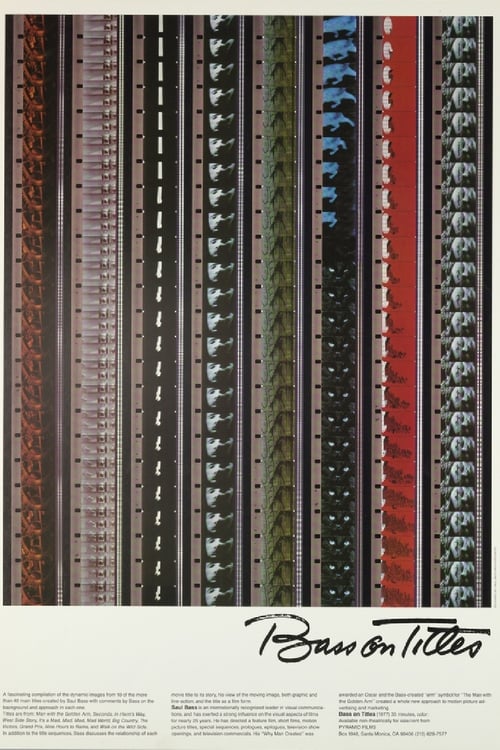 Bass on Titles
A fascinating compilation of the dynamic images from 10 of the more
than 40 main titles created by Saul Bass with comments by Bass on the
background and approach in each one.
Titles are from: Man with the Golden Arm, Seconds, In Harm's Way,
West Side Story, It's a Mad, Mad, Mad, Mad World, Big Country, The
Victors, Grand Prix, Nine Hours to Rama, and Walk on the Wild Side.
In addition to the title sequences, Bass discusses the relationship of each
movie title to its story, his view of the moving image, both graphic and
live action, and the title as a film form.
Saul Bass is an internationally recognized leader in visual communica-
tions, and has exerted a strong influence on the visual aspects of films
for nearly 25 years. He has directed a feature film, short films, motion
picture titles, special sequences, prologues, epilogues, television show
openings, and television commercials. His "Why Man Creates" was
awarded an Oscar and the Bass-created "arm" symbol for "The Man with
the Golden Arm" created a whole new approach to motion picture ad-
vertising and marketing.
Bass on Titles (1977) 32 minutes, color.
Available non-theatrically for sale/rent from
PYRAMID FILMS
Box 1048, Santa Monica, CA 90406 (213) 828-7577